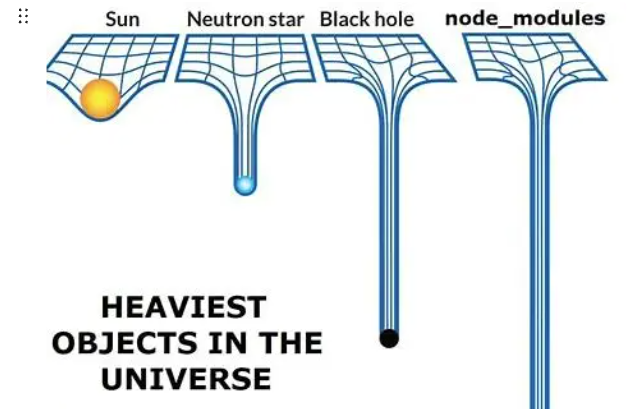 Sun Neutron star Black hole node_modules
HEAVIEST
OBJECTS IN THE
UNIVERSE